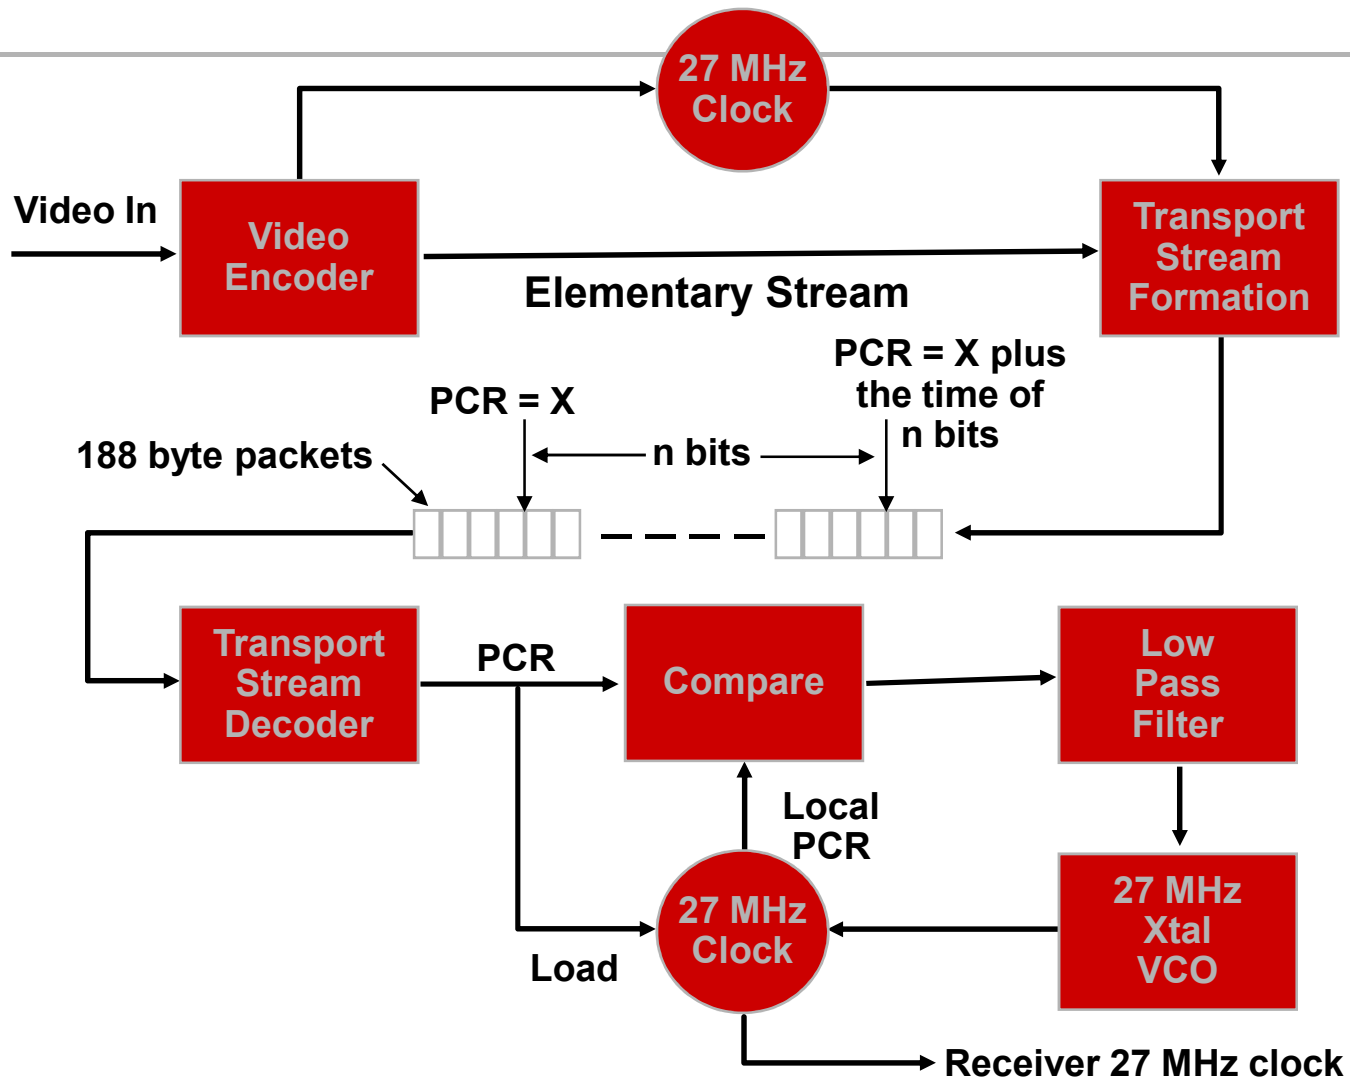 27 MHz
Clock
Video In
Video
Encoder
Transport
Stream
Formation
Elementary Stream
PCR = X plus
the time of
n bits
PCR = X
n bits
188 byte packets
Transport
Stream
Decoder
PCR
Compare
Low
Pass
Filter
Local
PCR
27 MHz
Clock
27 MHz
Xtal
VCO
Load
Receiver 27 MHz clock